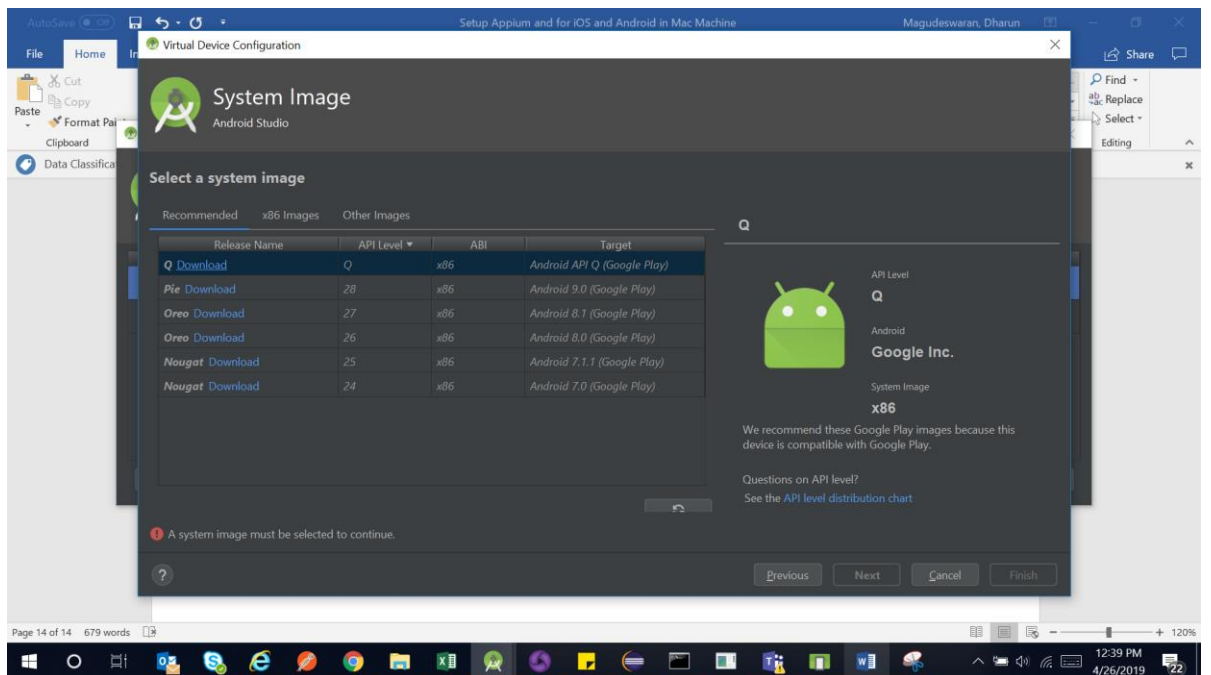 AutoSave Off Setup Appium and for iOS and Android in Mac Machine Magudeswaran, Dharun
File Home In Share
Virtual Device Configuration
Cut
Copy
Paste
Format Pai
Clipboard
Find
Replace
Select
Editing
Data Classifica
System Image
Android Studio
Select a system image
Recommended x86 Images Other Images
Release Name API Level ABI Target
Q Download Q x86 Android API Q (Google Play)
Pie Download 28 x86 Android 9.0 (Google Play)
Oreo Download 27 x86 Android 8.1 (Google Play)
Oreo Download 26 x86 Android 8.0 (Google Play)
Nougat Download 25 x86 Android 7.1.1 (Google Play)
Nougat Download 24 x86 Android 7.0 (Google Play)
Q
API Level
Q
Android
Google Inc.
System Image
x86
We recommend these Google Play images because this
device is compatible with Google Play.
Questions on API level?
See the API level distribution chart
A system image must be selected to continue.
? Previous Next Cancel Finish
Page 14 of 14 679 words 120%
12:39 PM
4/26/2019
22